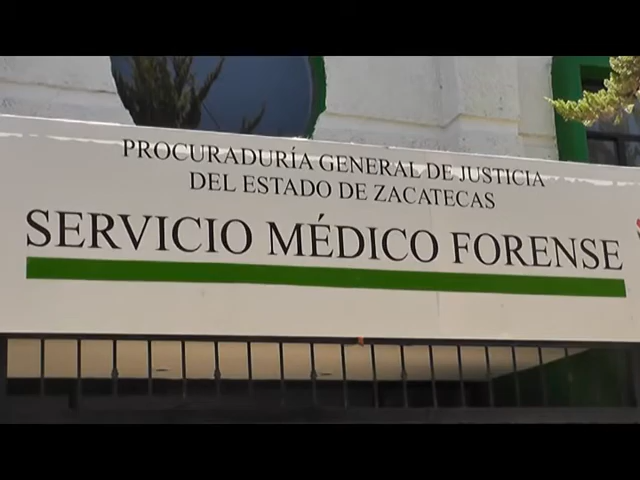 PROCURADURÍA GENERAL DE JUSTICIA
DEL ESTADO DE ZACATECAS
SERVICIO MÉDICO FORENSE